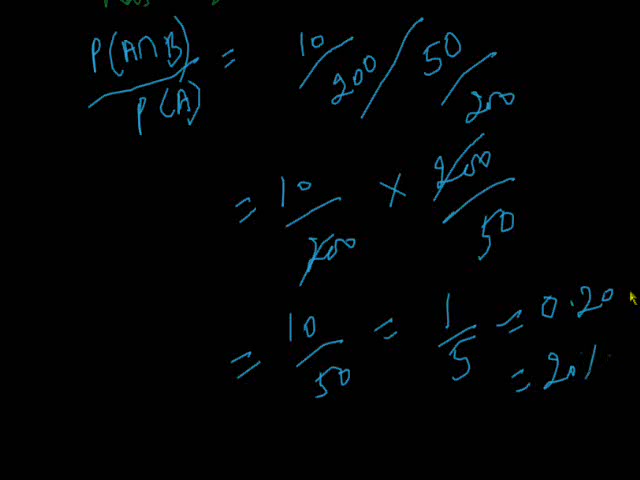 P(A∩B)/P(A) = 10/200 / 50/200
= 10/200 × 200/50
= 10/50 = 1/5 = 0.20
= 20%